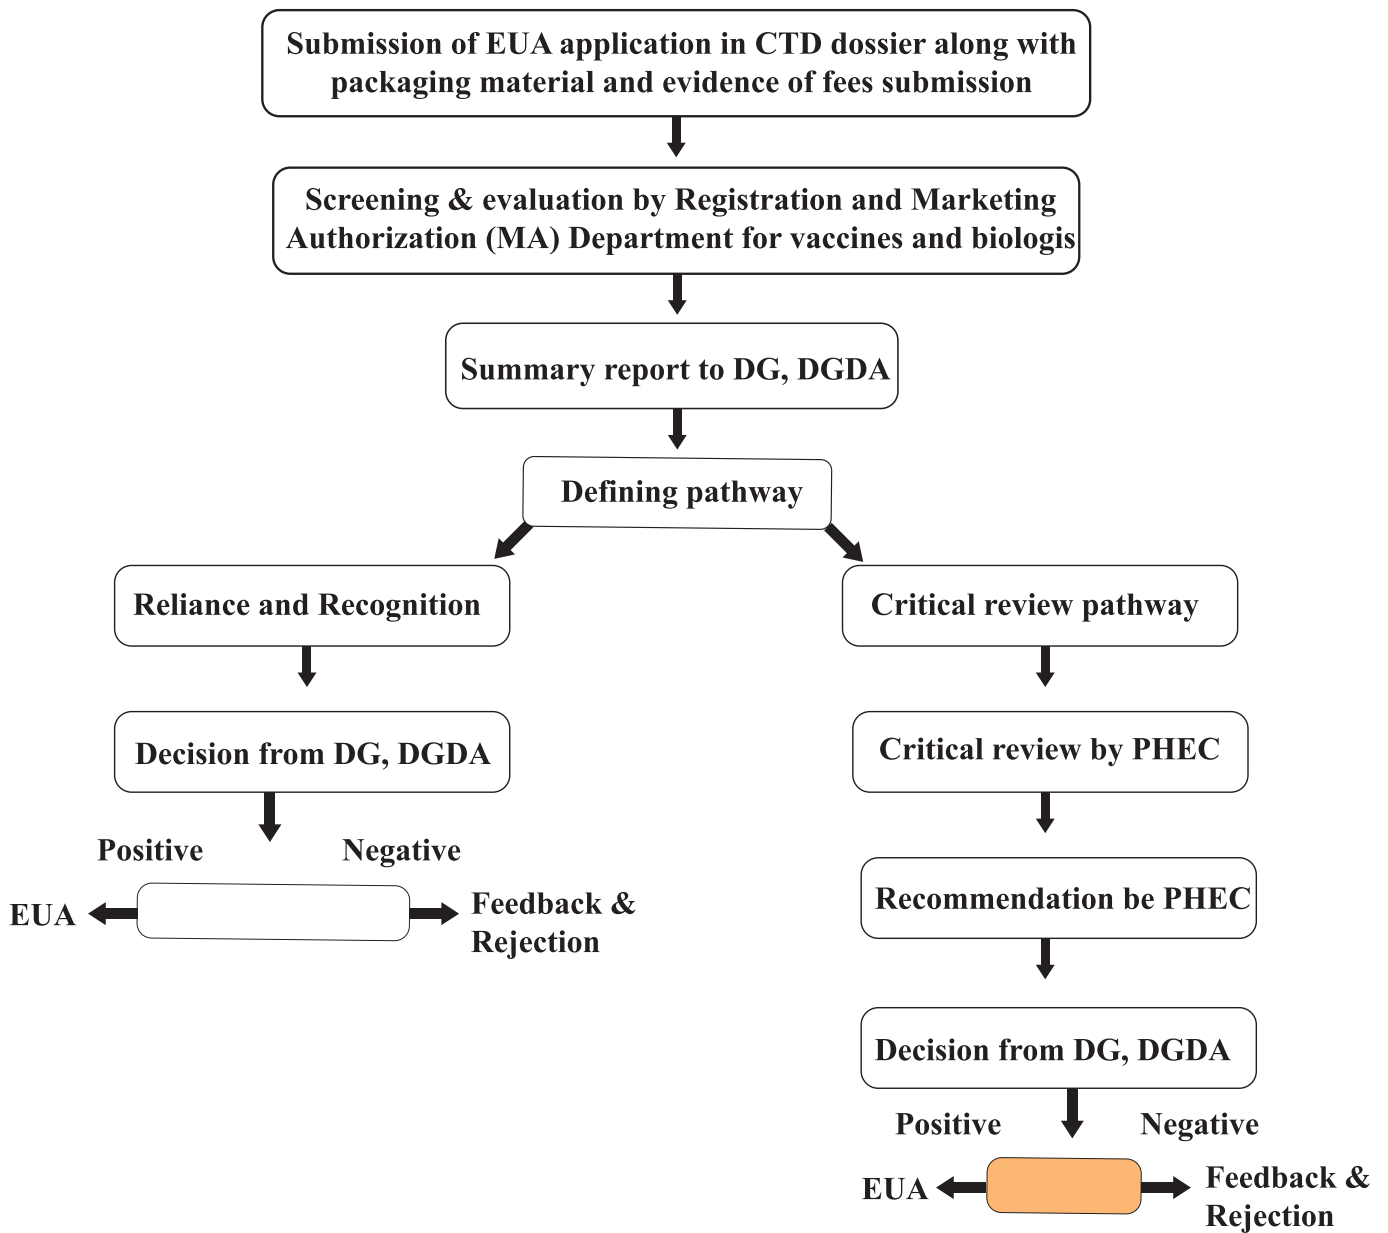 Submission of EUA application in CTD dossier along with
packaging material and evidence of fees submission
Screening & evaluation by Registration and Marketing
Authorization (MA) Department for vaccines and biologis
Summary report to DG, DGDA
Defining pathway
Reliance and Recognition
Critical review pathway
Decision from DG, DGDA
Critical review by PHEC
Positive
Negative
EUA
Feedback &
Rejection
Recommendation be PHEC
Decision from DG, DGDA
Positive
Negative
EUA
Feedback &
Rejection